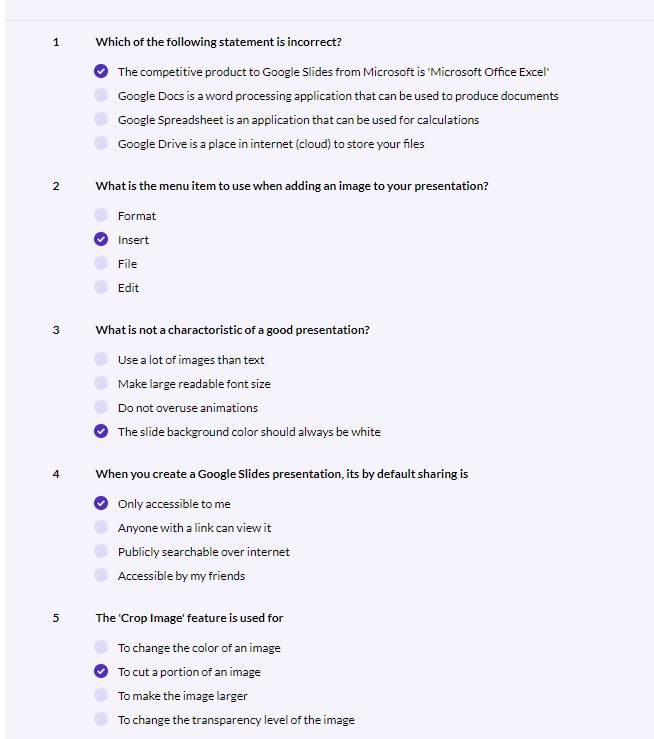 1 Which of the following statement is incorrect?
The competitive product to Google Slides from Microsoft is 'Microsoft Office Excel'
Google Docs is a word processing application that can be used to produce documents
Google Spreadsheet is an application that can be used for calculations
Google Drive is a place in internet (cloud) to store your files
2 What is the menu item to use when adding an image to your presentation?
Format
Insert
File
Edit
3 What is not a charactoristic of a good presentation?
Use a lot of images than text
Make large readable font size
Do not overuse animations
The slide background color should always be white
4 When you create a Google Slides presentation, its by default sharing is
Only accessible to me
Anyone with a link can view it
Publicly searchable over internet
Accessible by my friends
5 The 'Crop Image' feature is used for
To change the color of an image
To cut a portion of an image
To make the image larger
To change the transparency level of the image